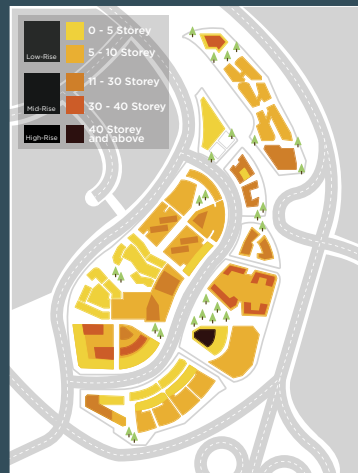 0 - 5 Storey
5 - 10 Storey
Low-Rise
11 - 30 Storey
30 - 40 Storey
Mid-Rise
40 Storey
and above
High-Rise